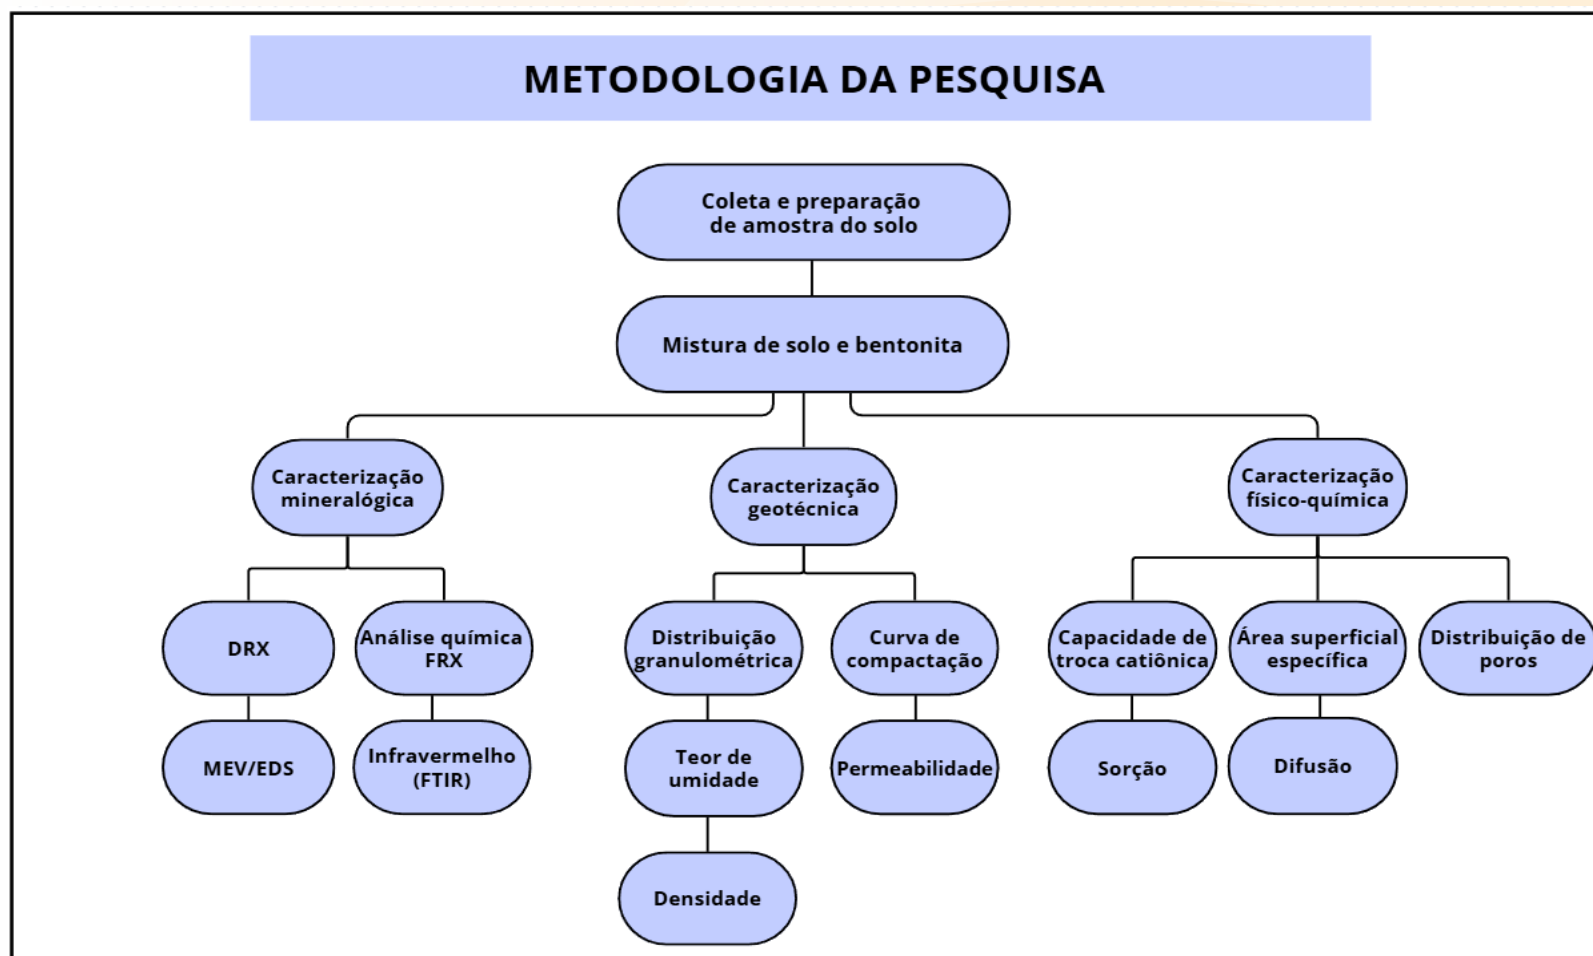 METODOLOGIA DA PESQUISA
Coleta e preparação
de amostra do solo
Mistura de solo e bentonita
Caracterização
mineralógica
Caracterização
geotécnica
Caracterização
físico-química
DRX
Análise química
FRX
Distribuição
granulométrica
Curva de
compactação
Capacidade de
troca catiônica
Área superficial
específica
Distribuição de
poros
MEV/EDS
Infravermelho
(FTIR)
Teor de
umidade
Permeabilidade
Sorção
Difusão
Densidade